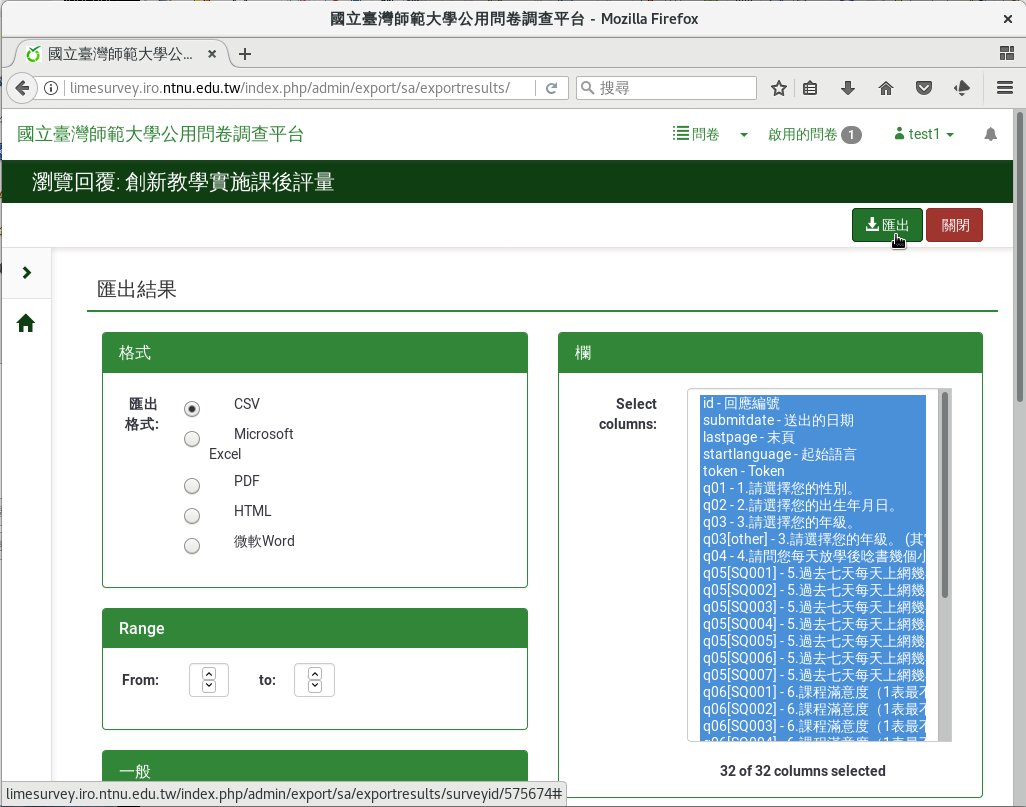 國立臺灣師範大學公用問卷調查平台 - Mozilla Firefox
國立臺灣師範大學公...
limesurvey.iro.ntnu.edu.tw/index.php/admin/export/sa/exportresults/
搜尋
國立臺灣師範大學公用問卷調查平台
問卷
啟用的問卷 1
test1
瀏覽回覆: 創新教學實施課後評量
匯出
關閉
匯出結果
格式
匯出
格式:
CSV
Microsoft
Excel
PDF
HTML
微軟Word
Range
From:
to:
一般
欄
Select
columns:
id - 回應編號
submitdate - 送出的日期
lastpage - 末頁
startlanguage - 起始語言
token - Token
q01 - 1.請選擇您的性別。
q02 - 2.請選擇您的出生年月日。
q03 - 3.請選擇您的年級。
q03[other] - 3.請選擇您的年級。 (其
q04 - 4.請問您每天放學後唸書幾個小
q05[SQ001] - 5.過去七天每天上網幾
q05[SQ002] - 5.過去七天每天上網幾
q05[SQ003] - 5.過去七天每天上網幾
q05[SQ004] - 5.過去七天每天上網幾
q05[SQ005] - 5.過去七天每天上網幾
q05[SQ006] - 5.過去七天每天上網幾
q05[SQ007] - 5.過去七天每天上網幾
q06[SQ001] - 6.課程滿意度（1表最不
q06[SQ002] - 6.課程滿意度（1表最不
q06[SQ003] - 6.課程滿意度（1表最不
q06[SQ004] - 6.課程滿意度（1表最不
32 of 32 columns selected
limesurvey.iro.ntnu.edu.tw/index.php/admin/export/sa/exportresults/surveyid/575674#